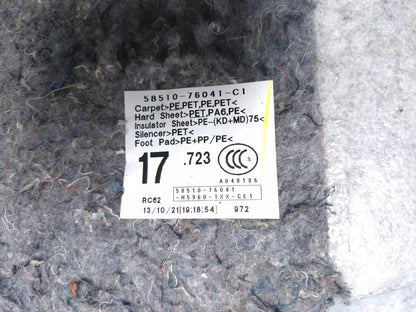 58510-76041-C1
Carpet>PE,PET,PE,PET<
Hard Sheet>PET,PA6,PE<
Insulator Sheet>PE-(KD+MD)75<
Silencer>PET<
Foot Pad>PE+PP/PE<
17 .723
CCC S
A048186
58510-76041
-H5960-TXX-CE1
RC62
13/10/21[19:18:54] 972